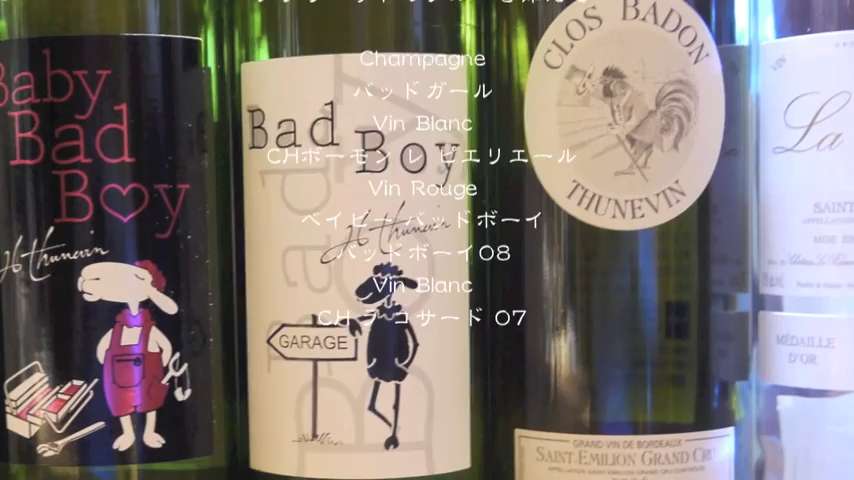 Champagne
バッドガール
Vin Blanc
CHボーモン レ ピエリエール
Vin Rouge
ベイビーバッドボーイ
バッドボーイ08
Vin Blanc
CH ラ コサード 07
Baby
Bad
B♡y
H Thunevin
Bad
Boy
Bad Boy
H Thunevin
GARAGE
CLOS BADON
THUNEVIN
GRAND VIN DE BORDEAUX
SAINT-EMILION GRAND CRU
La
SAINT
MÉDAILLE
D'OR